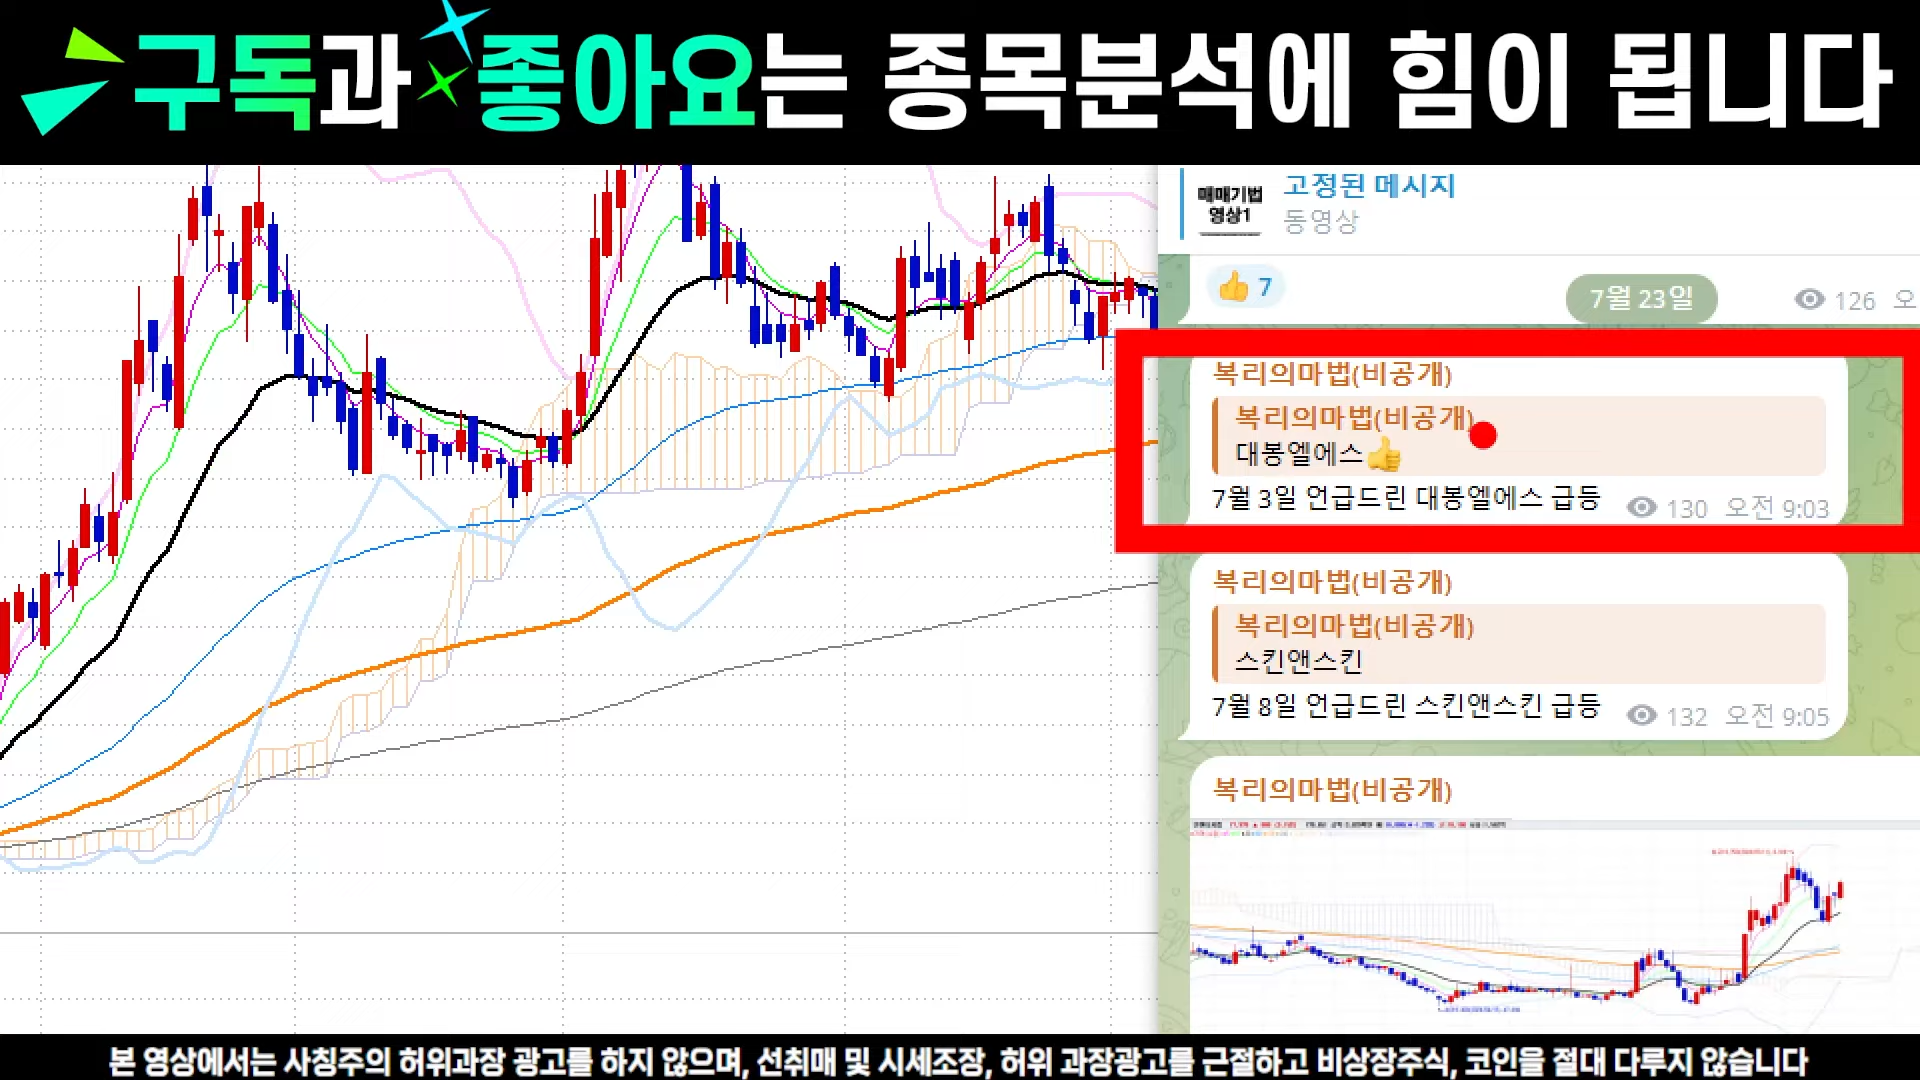 구독과 좋아요는 종목분석에 힘이 됩니다
매매기법
영상1
고정된 메시지
동영상
7
7월 23일
126 오
복리의마법(비공개)
복리의마법(비공개)
대봉엘에스👍
7월 3일 언급드린 대봉엘에스 급등 130 오전 9:03
복리의마법(비공개)
복리의마법(비공개)
스킨앤스킨
7월 8일 언급드린 스킨앤스킨 급등 132 오전 9:05
복리의마법(비공개)
본 영상에서는 사칭주의 허위과장 광고를 하지 않으며, 선취매 및 시세조장, 허위 과장광고를 근절하고 비상장주식, 코인을 절대 다루지 않습니다